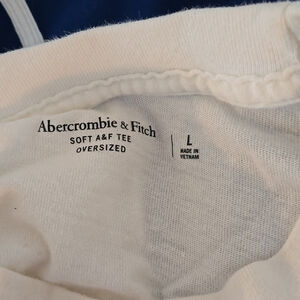 Abercrombie & Fitch
SOFT A&F TEE
OVERSIZED
L
MADE IN
VIETNAM